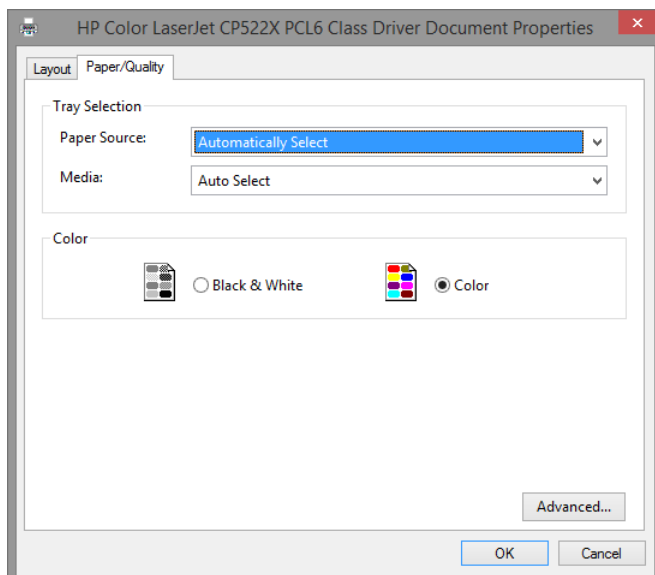 HP Color LaserJet CP522X PCL6 Class Driver Document Properties
Layout Paper/Quality
Tray Selection
Paper Source: Automatically Select
Media: Auto Select
Color
Black & White Color
Advanced...
OK Cancel